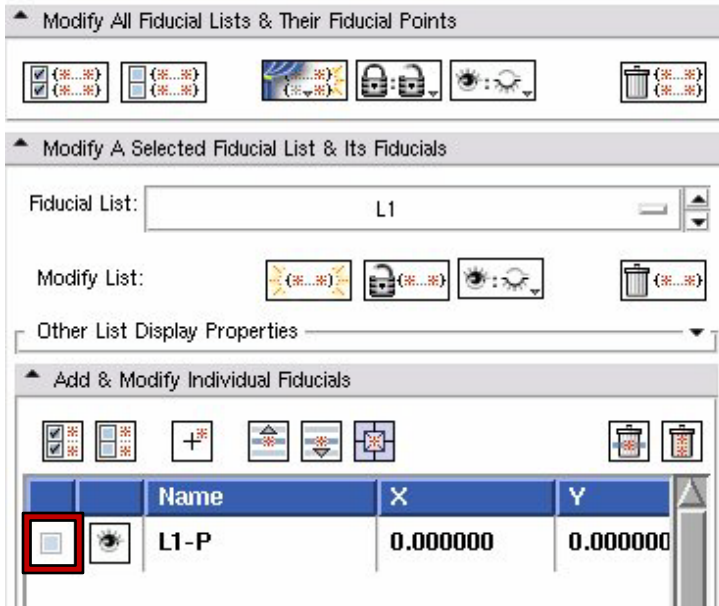 Modify All Fiducial Lists & Their Fiducial Points
{*...*} {*...*} {*...*} {*...*}
Modify A Selected Fiducial List & Its Fiducials
Fiducial List: L1
Modify List: {*...*} {*...*} {*...*}
Other List Display Properties
Add & Modify Individual Fiducials
Name X Y
L1-P 0.000000 0.000000